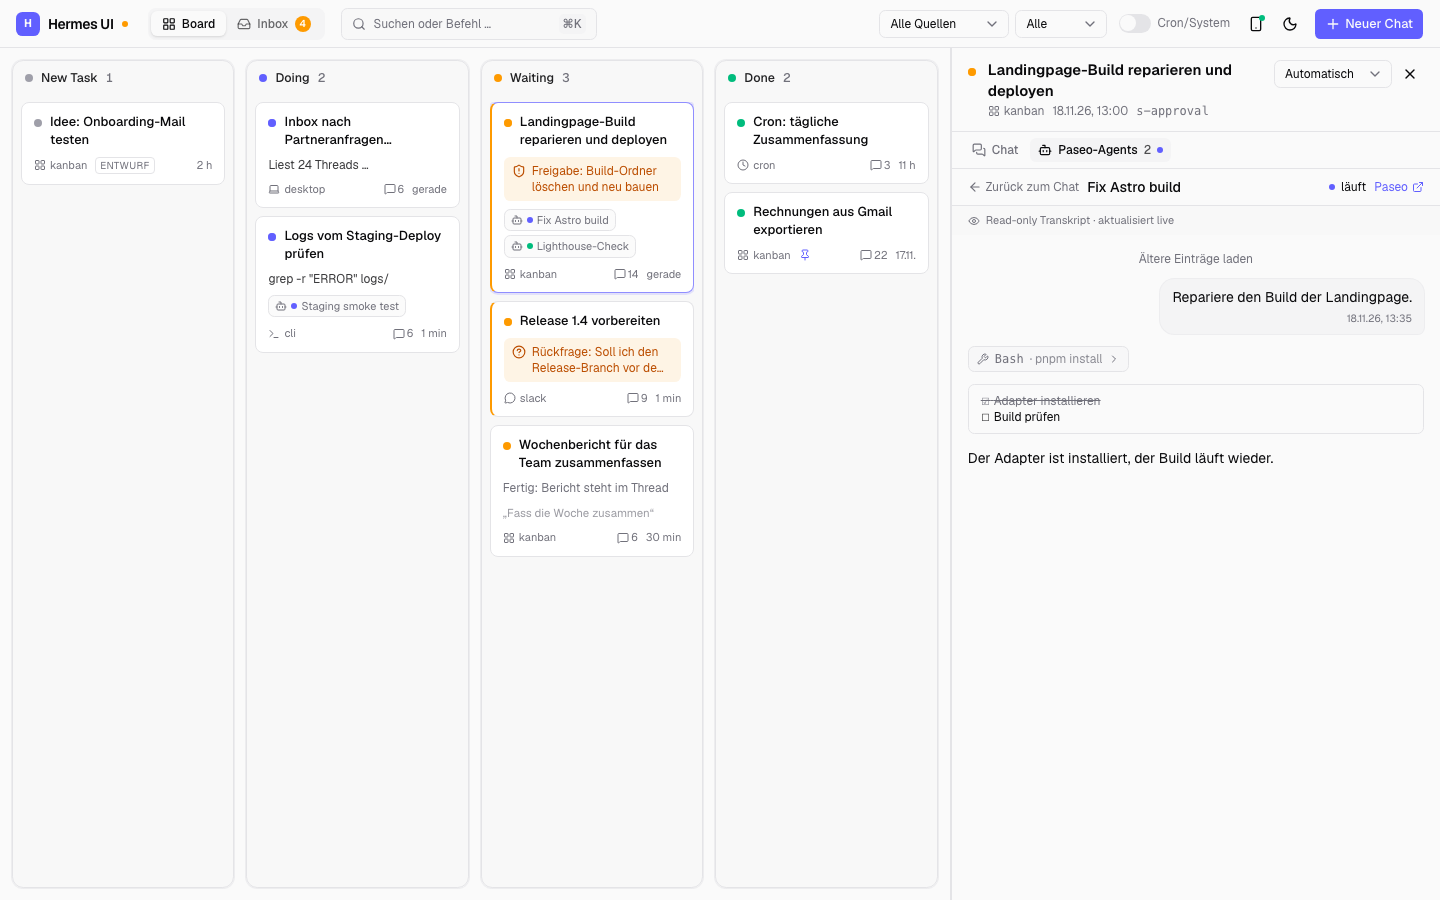 H Hermes UI
Board
Inbox 4
Suchen oder Befehl ... ⌘K
Alle Quellen
Alle
Cron/System
Neuer Chat
New Task 1
Idee: Onboarding-Mail
testen
kanban ENTWURF 2 h
Doing 2
Inbox nach
Partneranfragen...
Liest 24 Threads ...
desktop 6 gerade
Logs vom Staging-Deploy
prüfen
grep -r "ERROR" logs/
Staging smoke test
cli 6 1 min
Waiting 3
Landingpage-Build
reparieren und deployen
Freigabe: Build-Ordner
löschen und neu bauen
Fix Astro build
Lighthouse-Check
kanban 14 gerade
Release 1.4 vorbereiten
Rückfrage: Soll ich den
Release-Branch vor de...
slack 9 1 min
Wochenbericht für das
Team zusammenfassen
Fertig: Bericht steht im Thread
„Fass die Woche zusammen“
kanban 6 30 min
Done 2
Cron: tägliche
Zusammenfassung
cron 3 11 h
Rechnungen aus Gmail
exportieren
kanban 22 17.11.
Landingpage-Build reparieren und
deployen
Automatisch
kanban 18.11.26, 13:00 s-approval
Chat
Paseo-Agents 2
Zurück zum Chat Fix Astro build
läuft Paseo
Read-only Transkript · aktualisiert live
Ältere Einträge laden
Repariere den Build der Landingpage.
18.11.26, 13:35
Bash · pnpm install
☑ Adapter installieren
☐ Build prüfen
Der Adapter ist installiert, der Build läuft wieder.